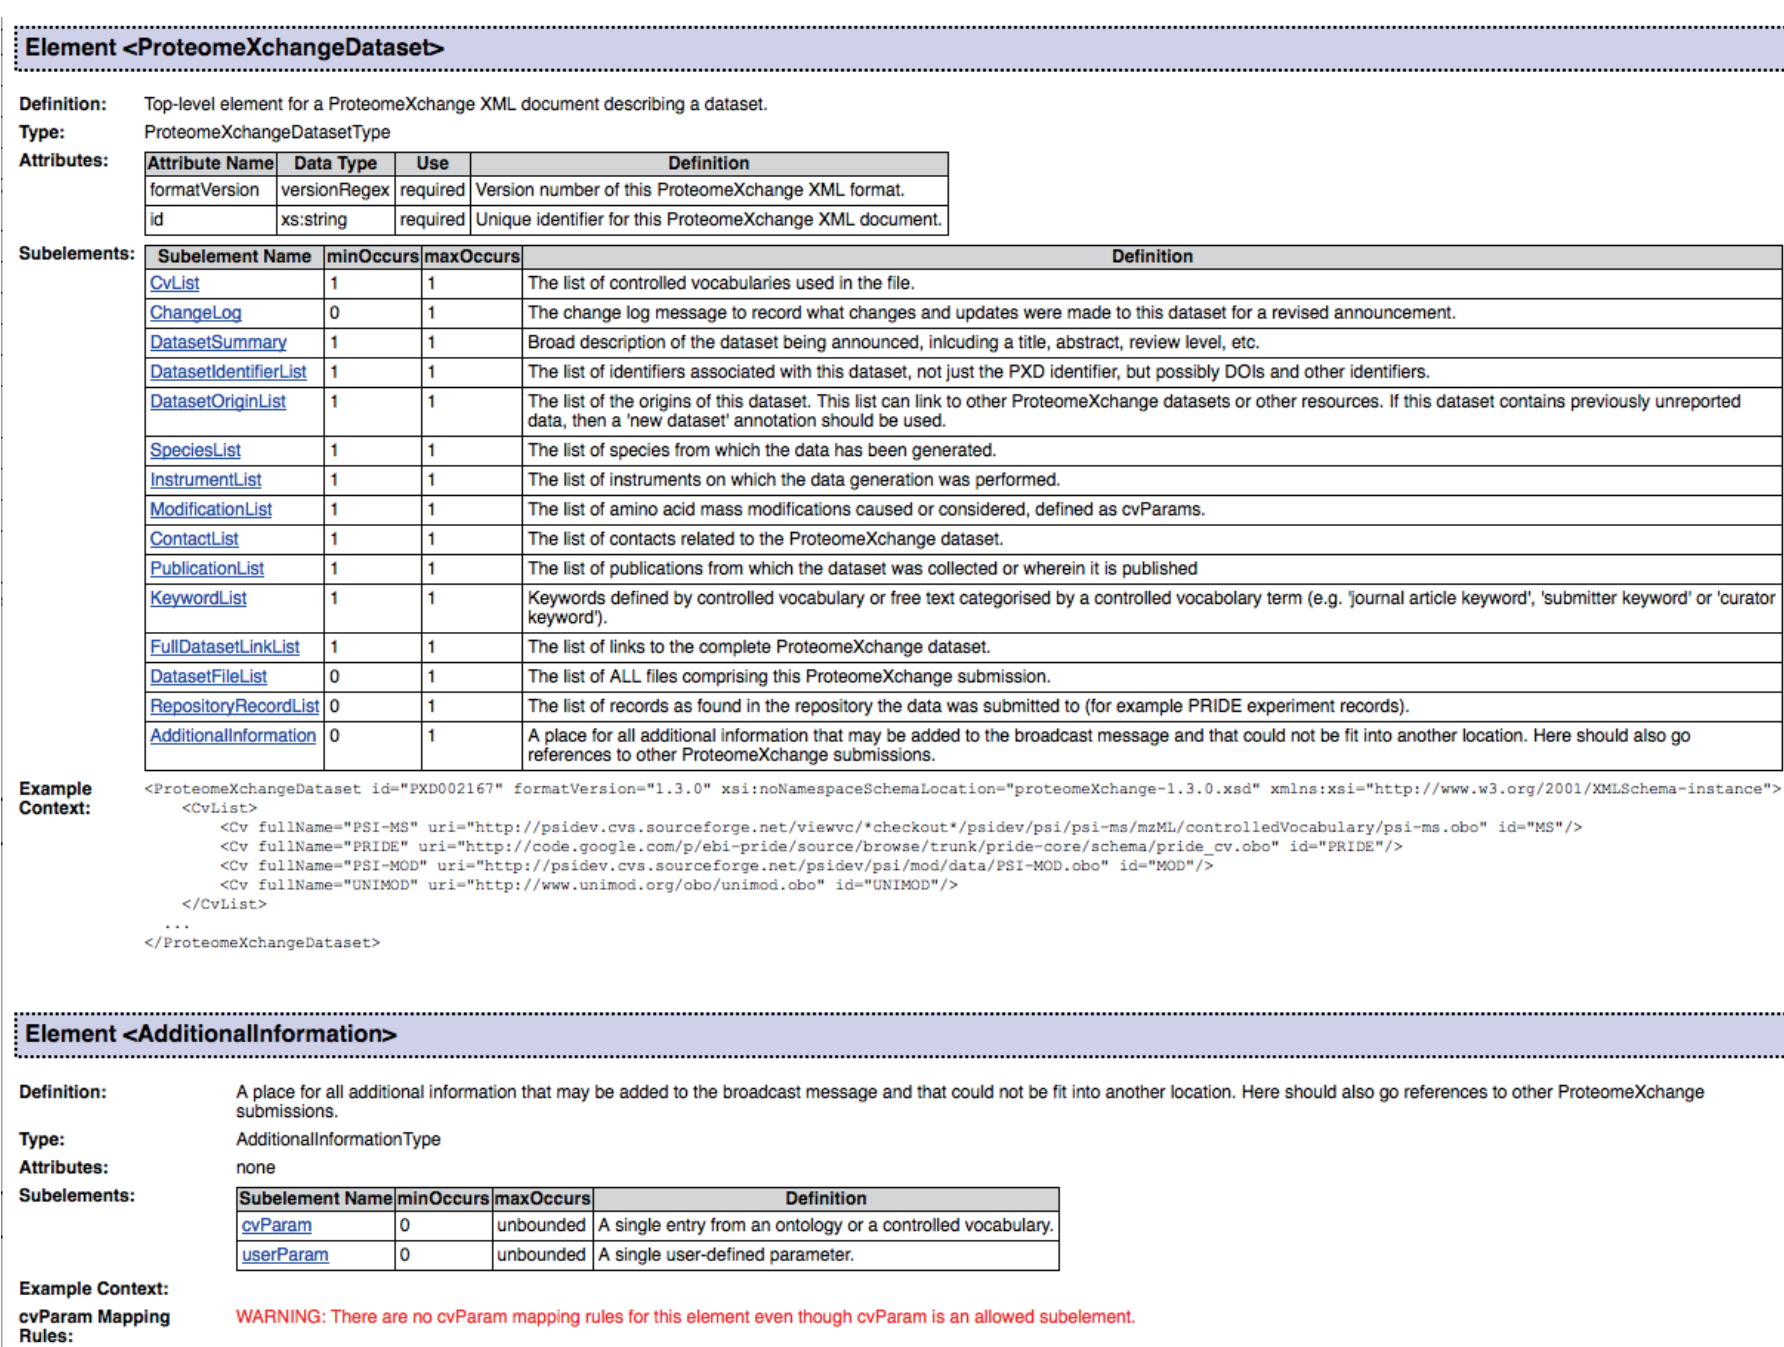 Element <ProteomeXchangeDataset>
Definition: Top-level element for a ProteomeXchange XML document describing a dataset.
Type: ProteomeXchangeDatasetType
Attributes: Attribute Name Data Type Use Definition
formatVersion versionRegex required Version number of this ProteomeXchange XML format.
id xs:string required Unique identifier for this ProteomeXchange XML document.
Subelements: Subelement Name minOccurs maxOccurs Definition
CvList 1 1 The list of controlled vocabularies used in the file.
ChangeLog 0 1 The change log message to record what changes and updates were made to this dataset for a revised announcement.
DatasetSummary 1 1 Broad description of the dataset being announced, inlcuding a title, abstract, review level, etc.
DatasetIdentifierList 1 1 The list of identifiers associated with this dataset, not just the PXD identifier, but possibly DOIs and other identifiers.
DatasetOriginList 1 1 The list of the origins of this dataset. This list can link to other ProteomeXchange datasets or other resources. If this dataset contains previously unreported
data, then a 'new dataset' annotation should be used.
SpeciesList 1 1 The list of species from which the data has been generated.
InstrumentList 1 1 The list of instruments on which the data generation was performed.
ModificationList 1 1 The list of amino acid mass modifications caused or considered, defined as cvParams.
ContactList 1 1 The list of contacts related to the ProteomeXchange dataset.
PublicationList 1 1 The list of publications from which the dataset was collected or wherein it is published
KeywordList 1 1 Keywords defined by controlled vocabulary or free text categorised by a controlled vocabolary term (e.g. 'journal article keyword', 'submitter keyword' or 'curator
keyword').
FullDatasetLinkList 1 1 The list of links to the complete ProteomeXchange dataset.
DatasetFileList 0 1 The list of ALL files comprising this ProteomeXchange submission.
RepositoryRecordList 0 1 The list of records as found in the repository the data was submitted to (for example PRIDE experiment records).
AdditionalInformation 0 1 A place for all additional information that may be added to the broadcast message and that could not be fit into another location. Here should also go
references to other ProteomeXchange submissions.
Example Context:
<ProteomeXchangeDataset id="PXD002167" formatVersion="1.3.0" xsi:noNamespaceSchemaLocation="proteomeXchange-1.3.0.xsd" xmlns:xsi="http://www.w3.org/2001/XMLSchema-instance">
<CvList>
<Cv fullName="PSI-MS" uri="http://psidev.cvs.sourceforge.net/viewvc/*checkout*/psidev/psi/psi-ms/mzML/controlledVocabulary/psi-ms.obo" id="MS"/>
<Cv fullName="PRIDE" uri="http://code.google.com/p/ebi-pride/source/browse/trunk/pride-core/schema/pride_cv.obo" id="PRIDE"/>
<Cv fullName="PSI-MOD" uri="http://psidev.cvs.sourceforge.net/psidev/psi/mod/data/PSI-MOD.obo" id="MOD"/>
<Cv fullName="UNIMOD" uri="http://www.unimod.org/obo/unimod.obo" id="UNIMOD"/>
</CvList>
...
</ProteomeXchangeDataset>
Element <AdditionalInformation>
Definition: A place for all additional information that may be added to the broadcast message and that could not be fit into another location. Here should also go references to other ProteomeXchange
submissions.
Type: AdditionalInformationType
Attributes: none
Subelements: Subelement Name minOccurs maxOccurs Definition
cvParam 0 unbounded A single entry from an ontology or a controlled vocabulary.
userParam 0 unbounded A single user-defined parameter.
Example Context:
cvParam Mapping Rules: WARNING: There are no cvParam mapping rules for this element even though cvParam is an allowed subelement.